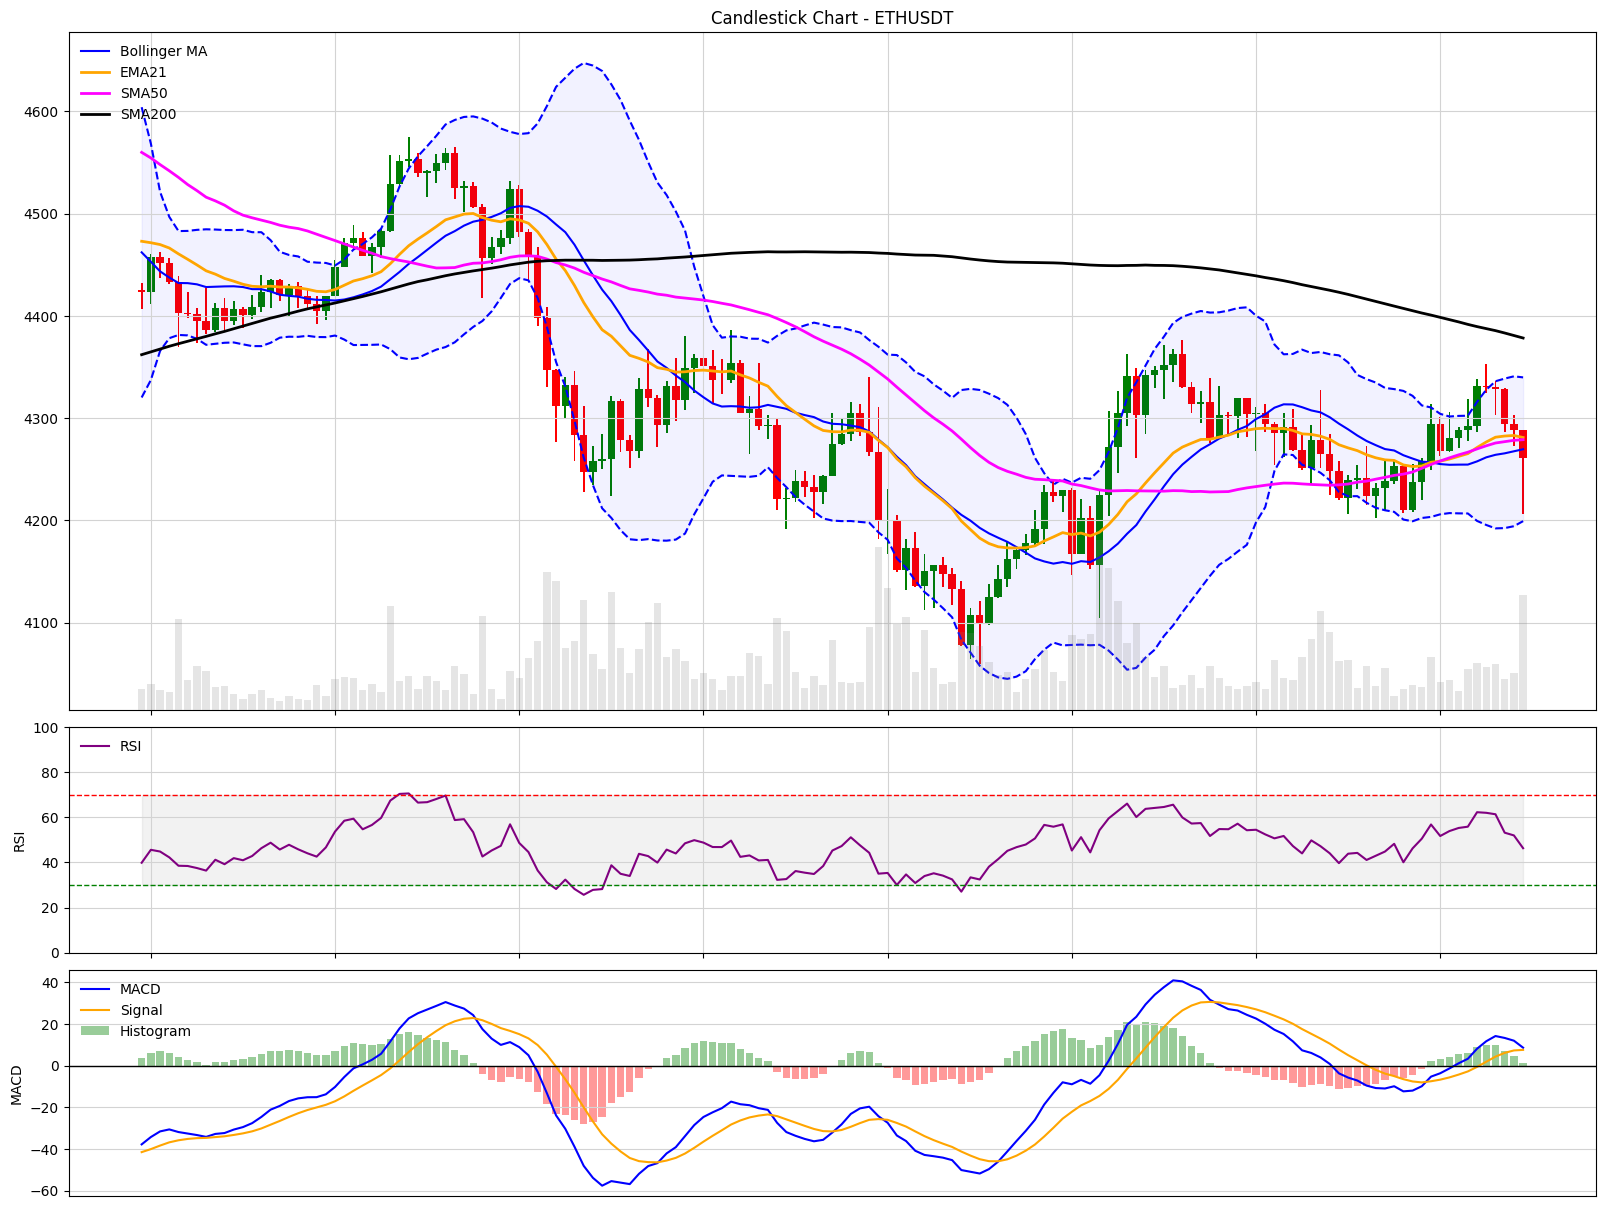 Candlestick Chart - ETHUSDT
Bollinger MA
EMA21
SMA50
SMA200
4600
4500
4400
4300
4200
4100
RSI
100
80
60
40
20
0
RSI
MACD
Signal
Histogram
40
20
0
−20
−40
−60
MACD